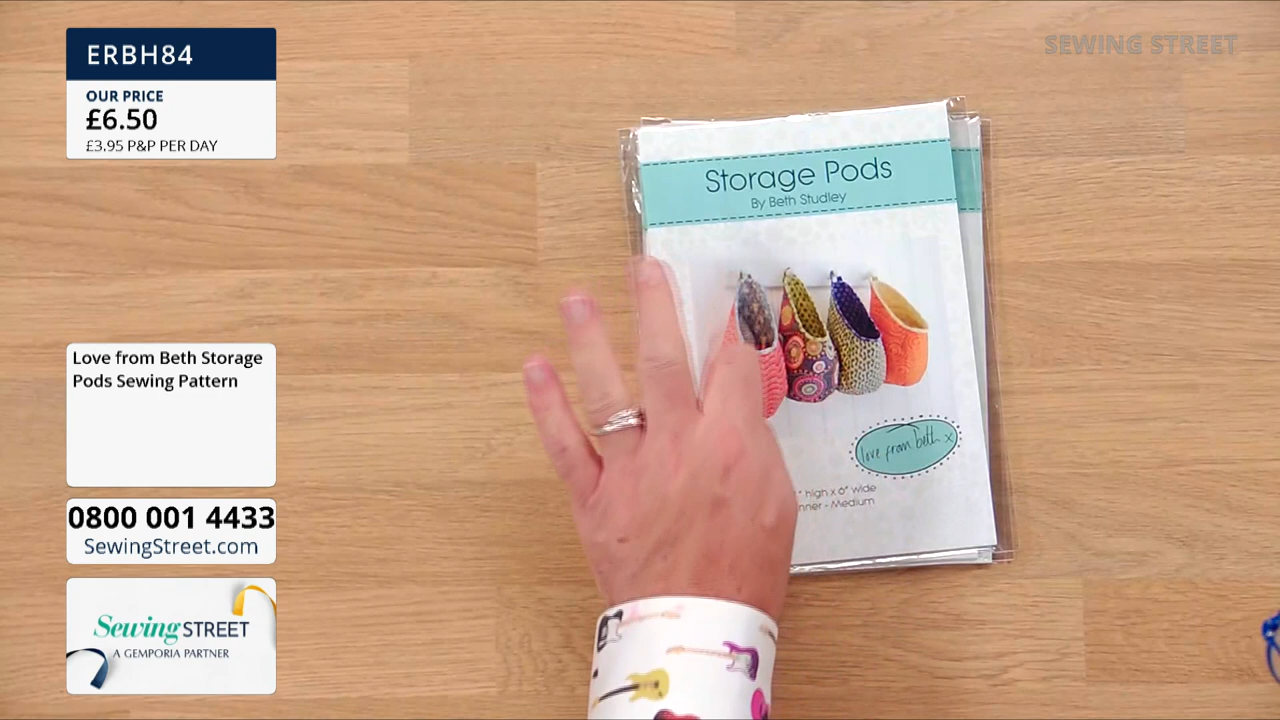 ERBH84
OUR PRICE
£6.50
£3.95 P&P PER DAY
SEWING STREET
Storage Pods
By Beth Studley
love from beth x
" high x 6" wide
Medium
Love from Beth Storage
Pods Sewing Pattern
0800 001 4433
SewingStreet.com
Sewing STREET
A GEMPORIA PARTNER